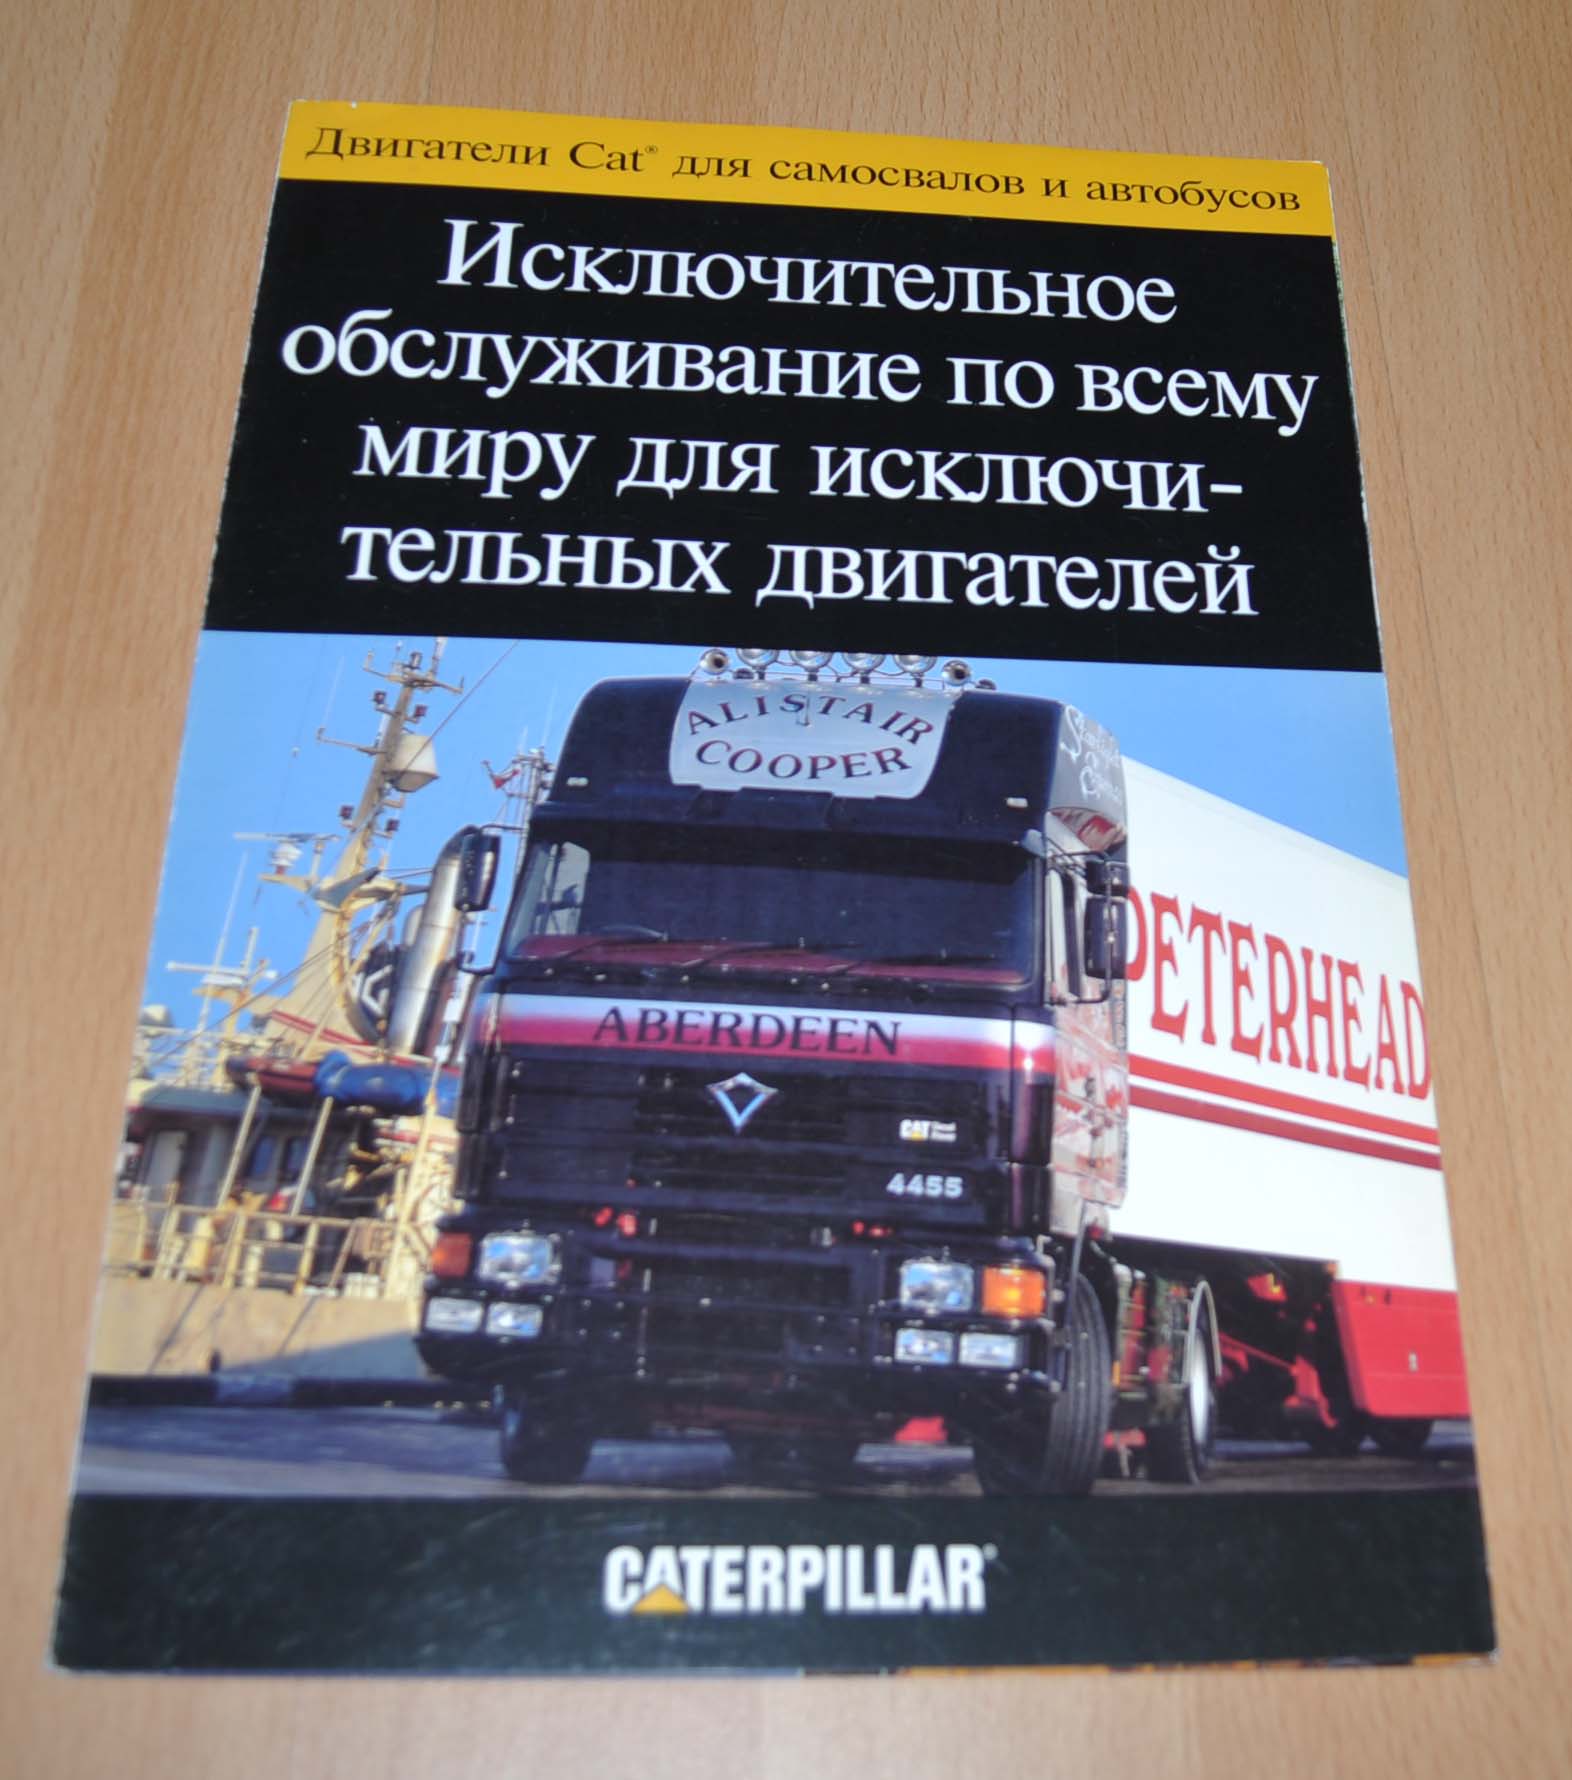 Двигатели Cat® для самосвалов и автобусов
Исключительное
обслуживание по всему
миру для исключи-
тельных двигателей
ALISTAIR
COOPER
PETERHEAD
ABERDEEN
CAT
4455
CATERPILLAR®